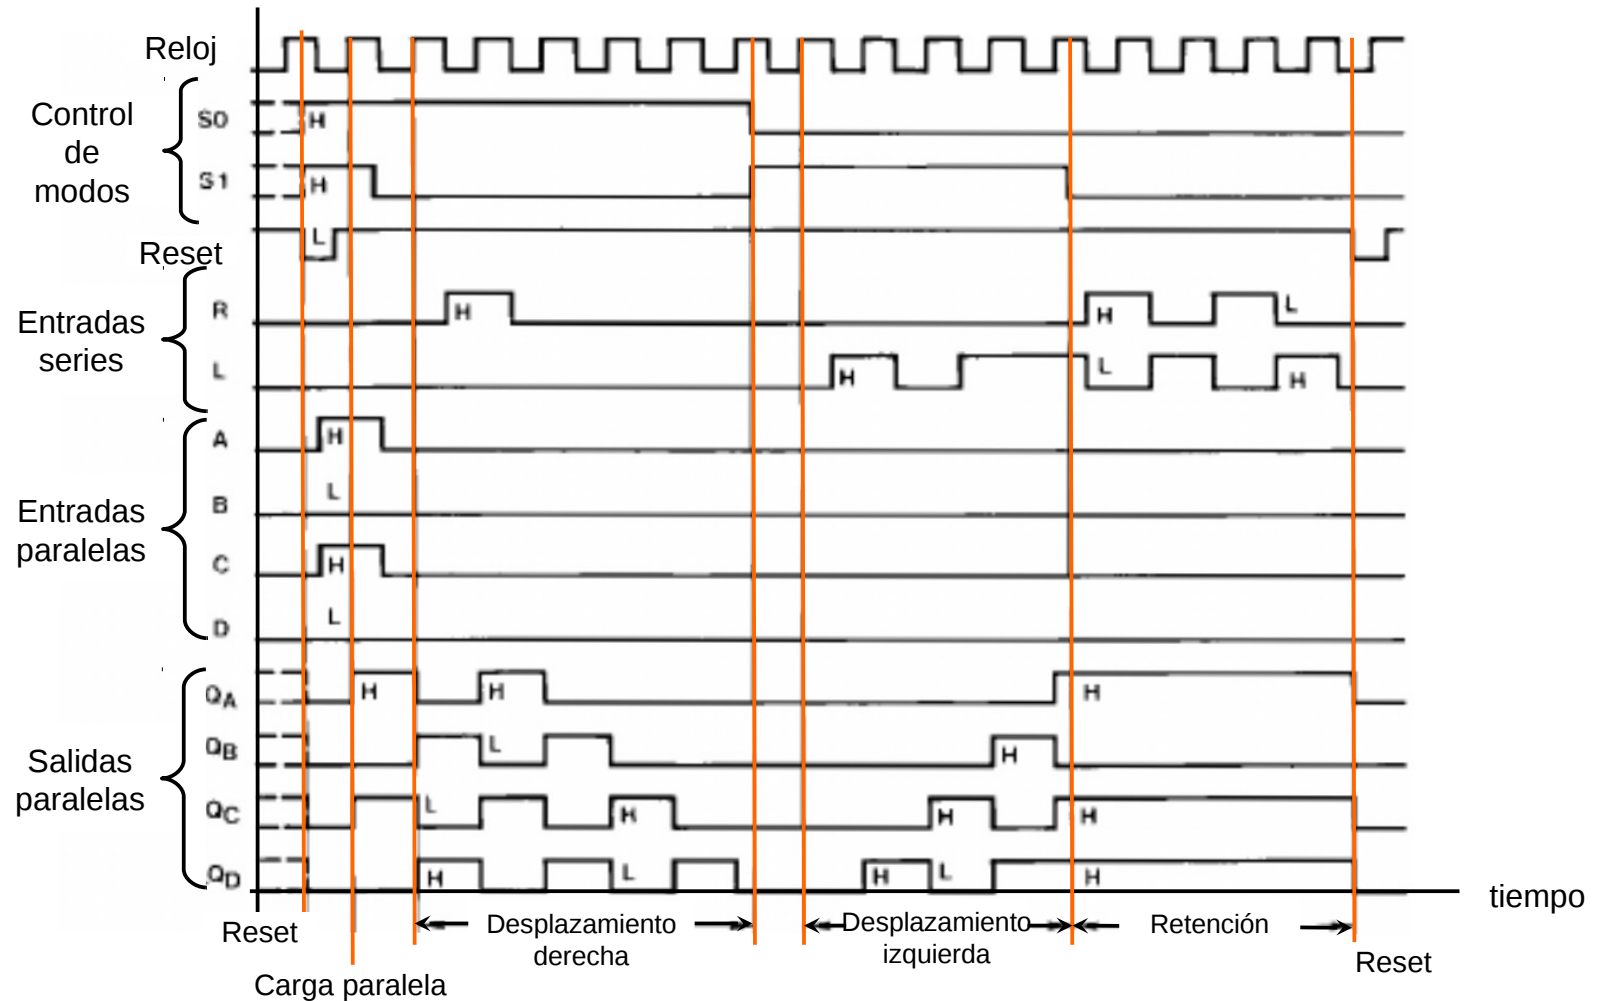 Reloj
Control
de
modos
S0
H
S1
H
Reset
L
Entradas
series
R
H
H
L
L
H
L
H
Entradas
paralelas
A
H
B
L
C
H
D
L
Salidas
paralelas
QA
H
H
H
QB
L
H
QC
L
H
H
H
QD
H
L
H
L
H
tiempo
Reset
Carga paralela
Desplazamiento
derecha
Desplazamiento
izquierda
Retención
Reset